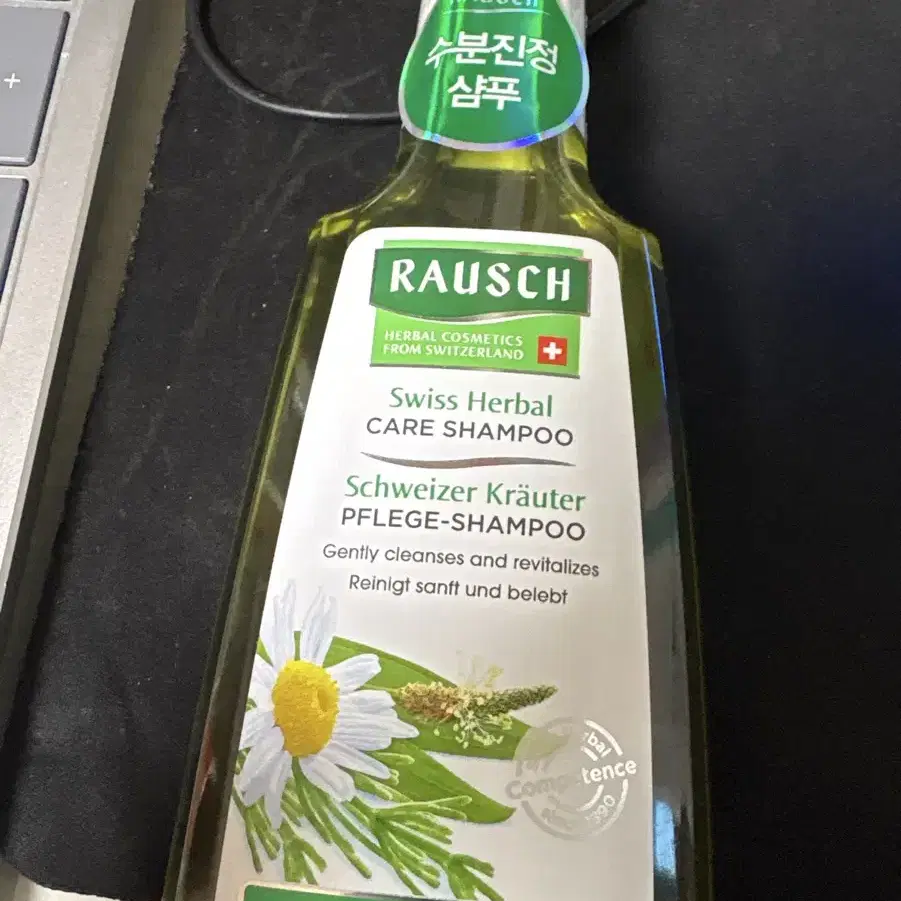 RAUSCH
수분진정
샴푸
RAUSCH
HERBAL COSMETICS
FROM SWITZERLAND
Swiss Herbal
CARE SHAMPOO
Schweizer Kräuter
PFLEGE-SHAMPOO
Gently cleanses and revitalizes
Reinigt sanft und belebt
Competence
+